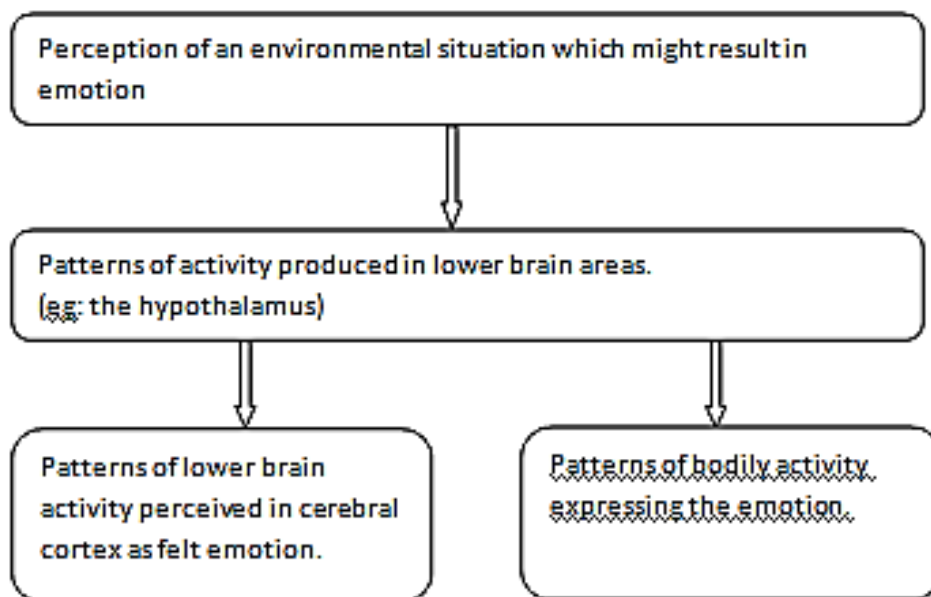 Perception of an environmental situation which might result in
emotion
Patterns of activity produced in lower brain areas.
(eg: the hypothalamus)
Patterns of lower brain
activity perceived in cerebral
cortex as felt emotion.
Patterns of bodily activity
expressing the emotion.